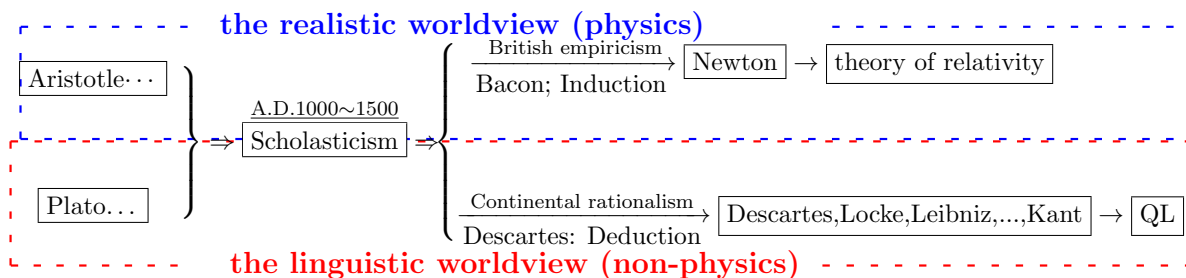 the realistic worldview (physics)
British empiricism
Aristotle··· Newton → theory of relativity
Bacon; Induction
A.D.1000~1500
⇒ Scholasticism ⇒
Continental rationalism
Plato... Descartes,Locke,Leibniz,...,Kant → QL
Descartes: Deduction
the linguistic worldview (non-physics)